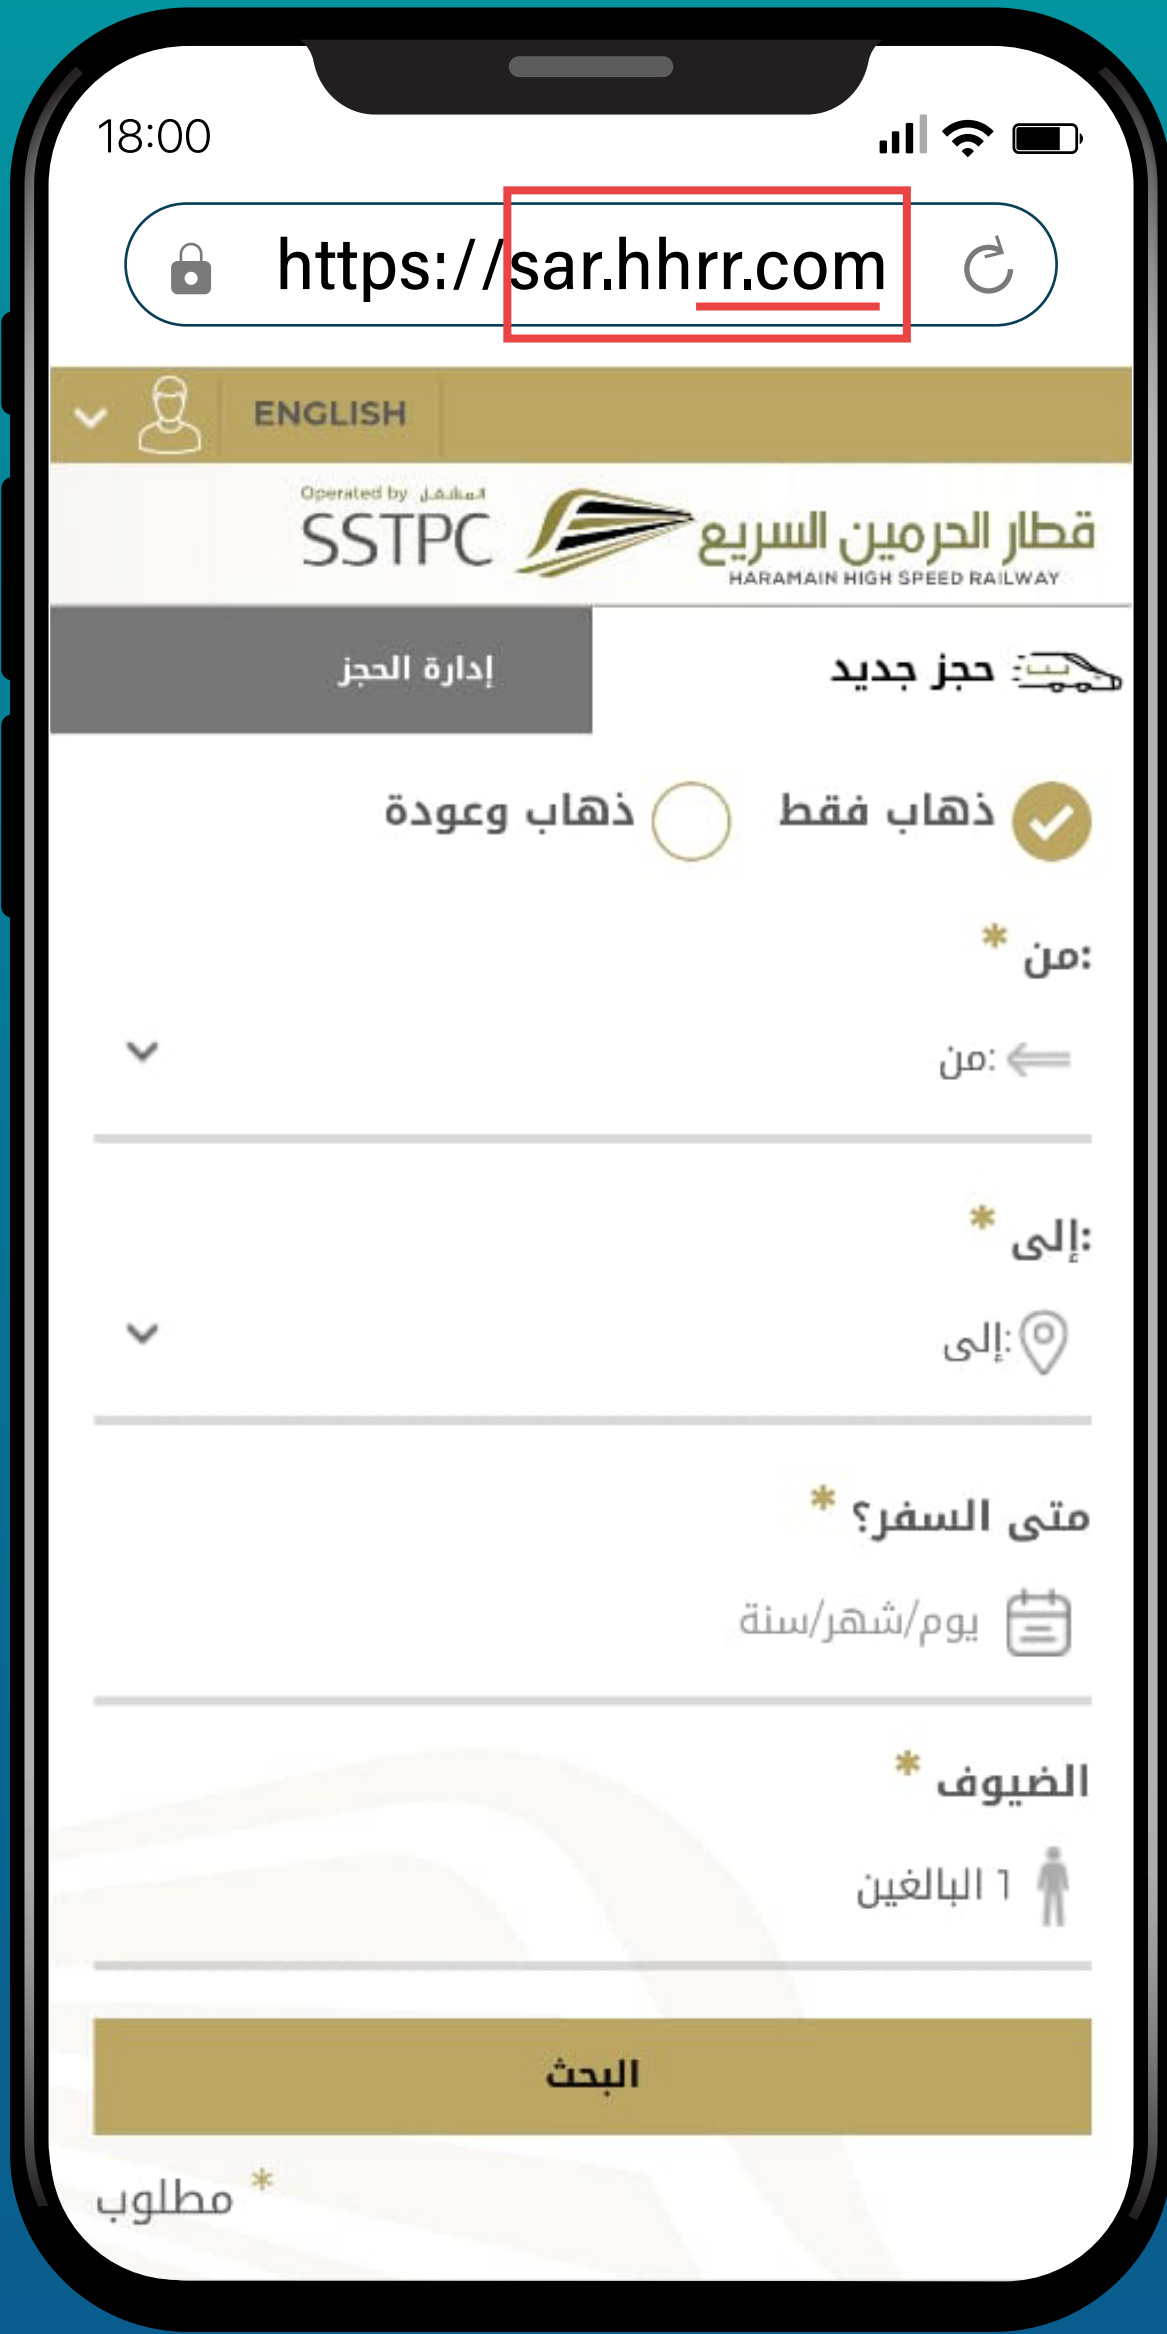 18:00
https://sar.hhrr.com
ENGLISH
Operated by المشغل
SSTPC
قطار الحرمين السريع
HARAMAIN HIGH SPEED RAILWAY
حجز جديد
إدارة الحجز
ذهاب فقط
ذهاب وعودة
من: *
من:
إلى: *
إلى:
متى السفر؟ *
يوم/شهر/سنة
الضيوف *
1 البالغين
البحث
* مطلوب